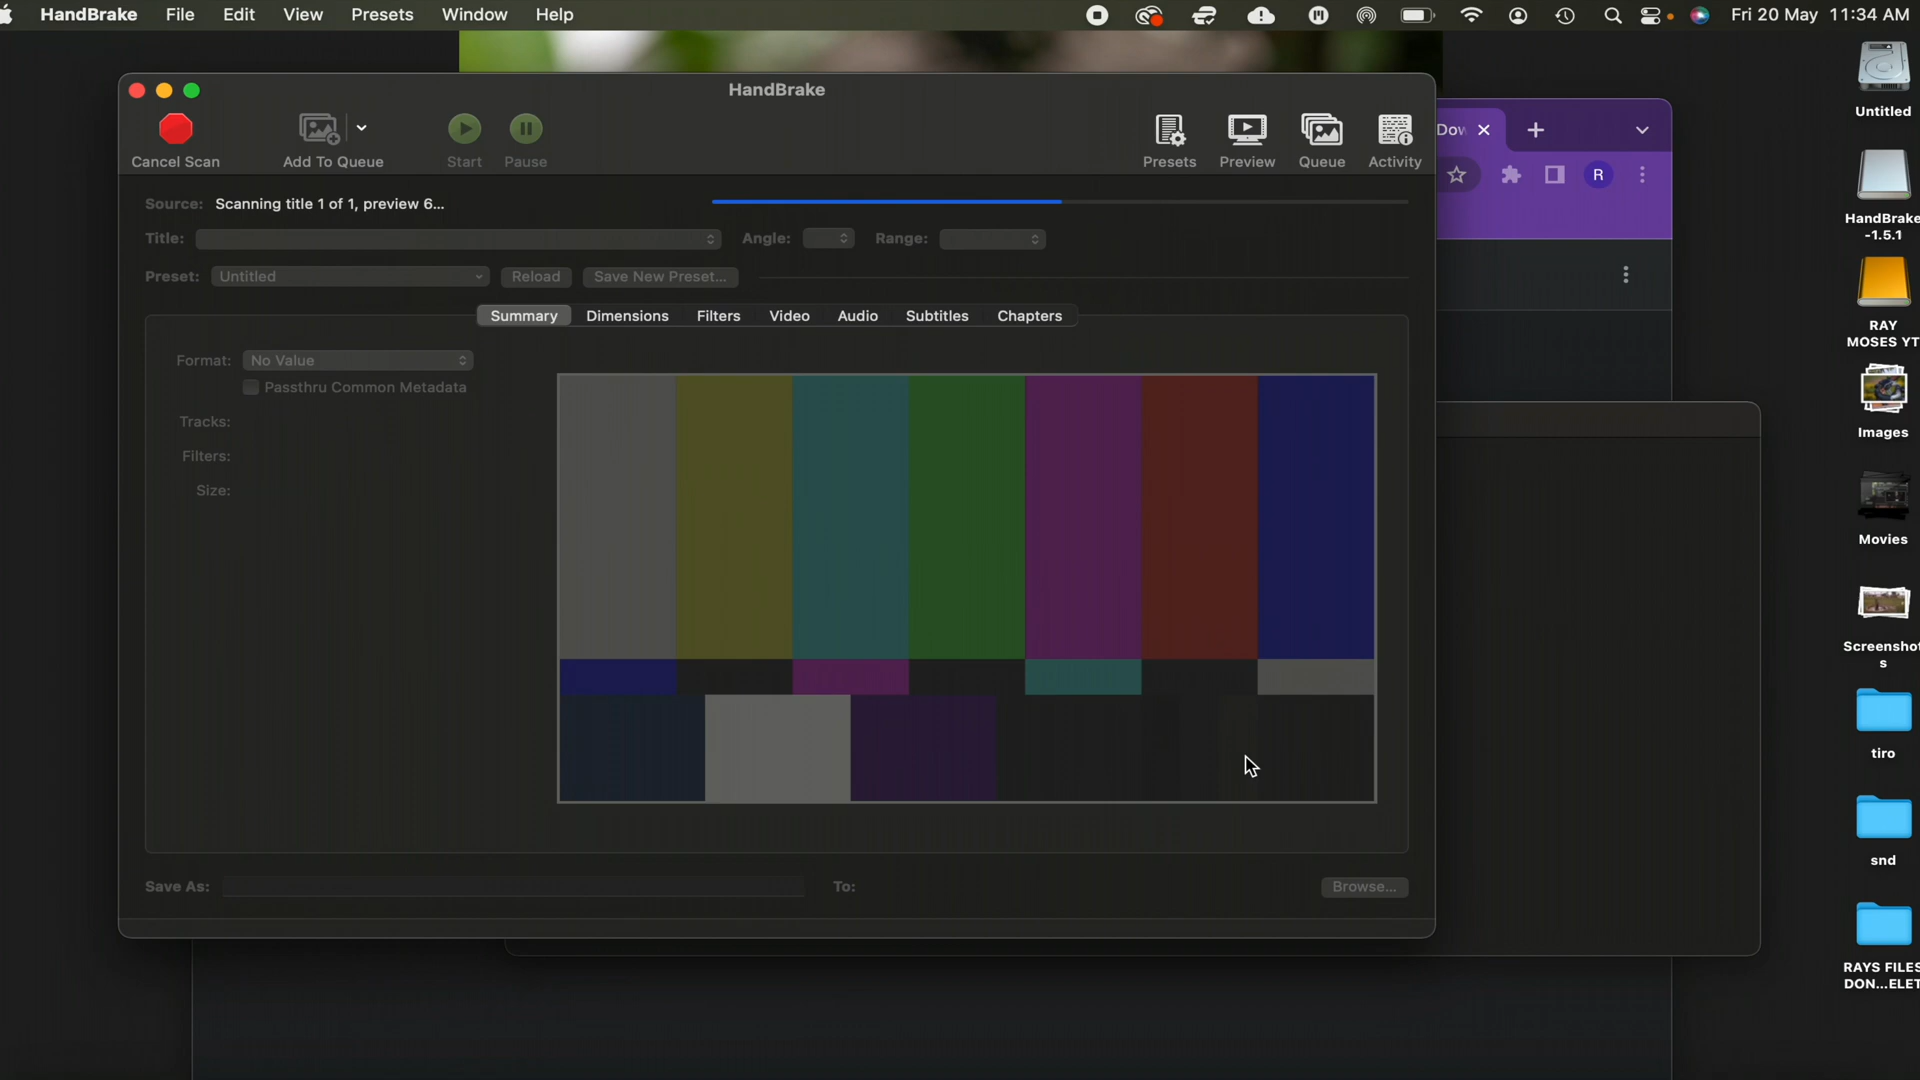 HandBrake File Edit View Presets Window Help Fri 20 May 11:34 AM
HandBrake
Cancel Scan Add To Queue Start Pause Presets Preview Queue Activity
Source: Scanning title 1 of 1, preview 6...
Title: Angle: Range:
Preset: Untitled Reload Save New Preset...
Summary Dimensions Filters Video Audio Subtitles Chapters
Format: No Value
Passthru Common Metadata
Tracks:
Filters:
Size:
Save As: To: Browse...
Dow
R
Untitled
HandBrake
-1.5.1
RAY
MOSES YT
Images
Movies
Screenshot
s
tiro
snd
RAYS FILES
DON...ELET